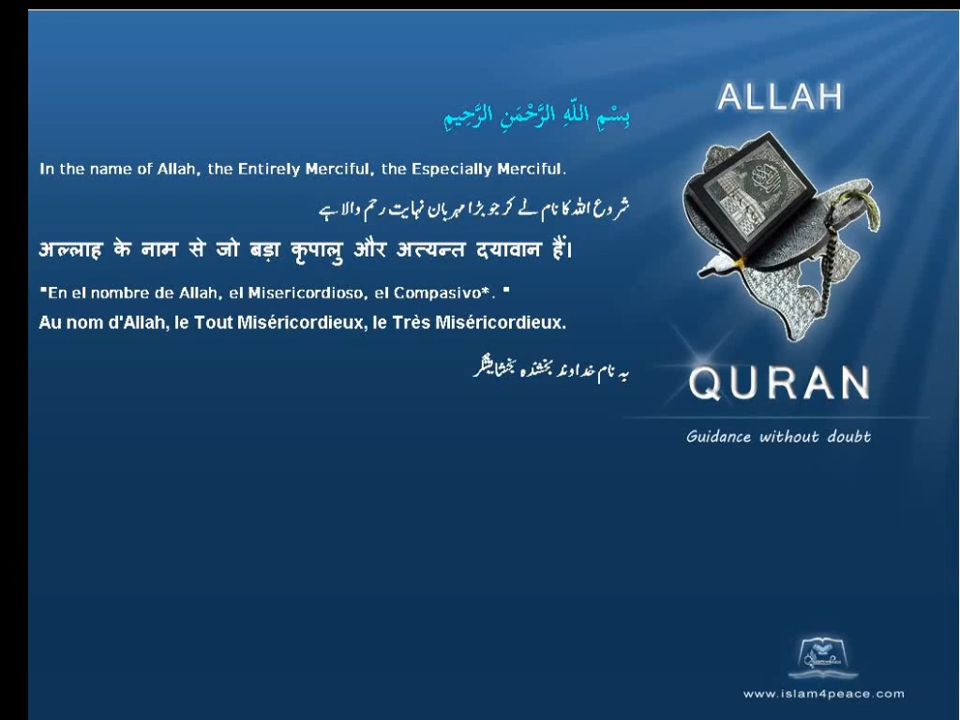 بِسْمِ اللّهِ الرَّحْمَنِ الرَّحِيمِ
In the name of Allah, the Entirely Merciful, the Especially Merciful.
شروع الله کا نام لے کر جو بڑا مہربان نہایت رحم والا ہے
अल्लाह के नाम से जो बड़ा कृपालु और अत्यन्त दयावान हैं।
"En el nombre de Allah, el Misericordioso, el Compasivo*. "
Au nom d'Allah, le Tout Miséricordieux, le Très Miséricordieux.
به نام خداوند بخشنده بخشایشگر
ALLAH
QURAN
Guidance without doubt
www.islam4peace.com